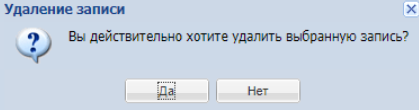 Удаление записи
Вы действительно хотите удалить выбранную запись?
Да
Нет